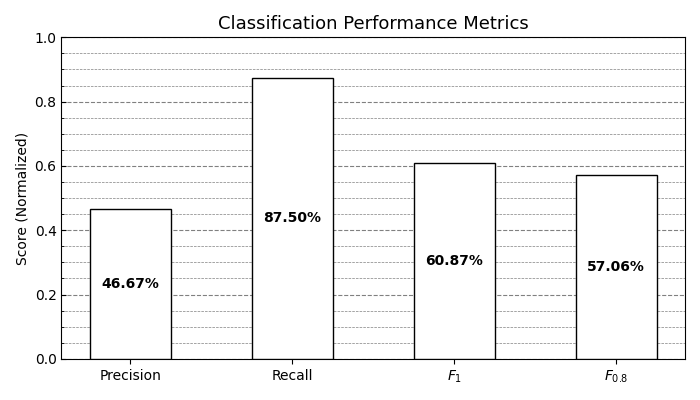 Classification Performance Metrics
Score (Normalized)
1.0
0.8
0.6
0.4
0.2
0.0
46.67%
87.50%
60.87%
57.06%
Precision
Recall
F₁
F₀.₈